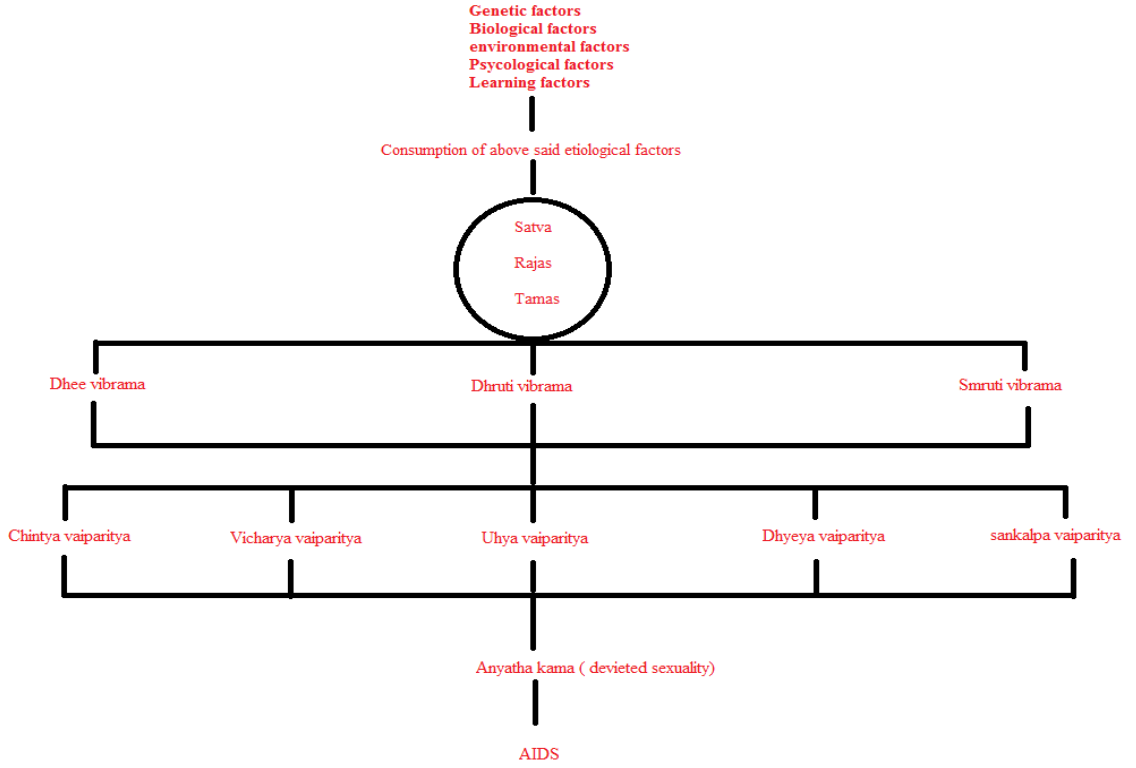 Genetic factors
Biological factors
environmental factors
Psycological factors
Learning factors
Consumption of above said etiological factors
Satva
Rajas
Tamas
Dhee vibrama
Dhruti vibrama
Smruti vibrama
Chintya vaiparitya
Vicharya vaiparitya
Uhya vaiparitya
Dhyeya vaiparitya
sankalpa vaiparitya
Anyatha kama ( devieted sexuality)
AIDS